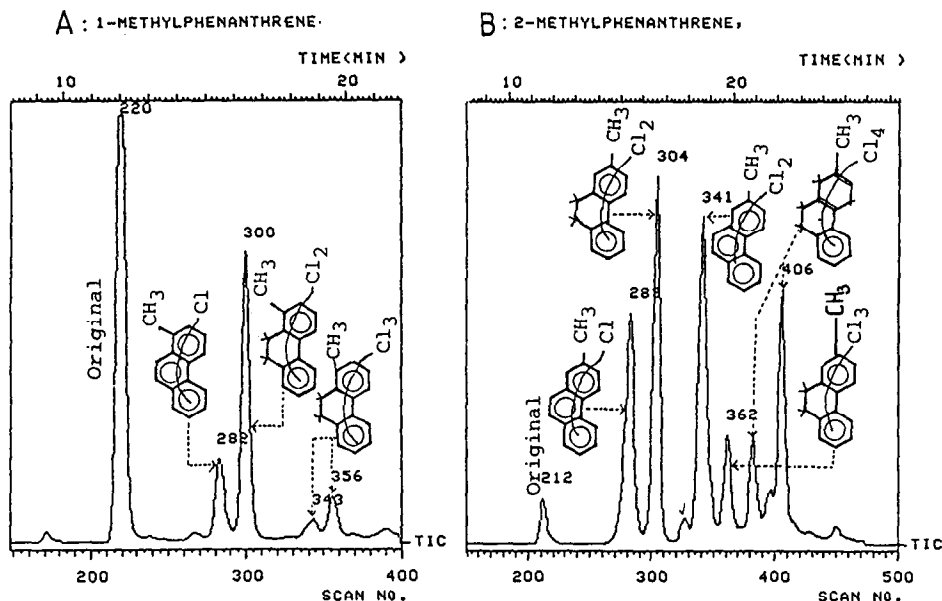 A: 1-METHYLPHENANTHRENE.
TIME(MIN )
10
20
220
Original
300
CH3
Cl2
CH3
Cl
CH3
Cl3
282
356
343
TIC
200
300
400
SCAN NO.
B: 2-METHYLPHENANTHRENE,
TIME(MIN )
10
20
CH3
Cl2
304
CH3
Cl2
341
CH3
Cl4
406
CH3
Cl
CH3
Cl3
362
Original
212
TIC
200
300
400
500
SCAN NO.